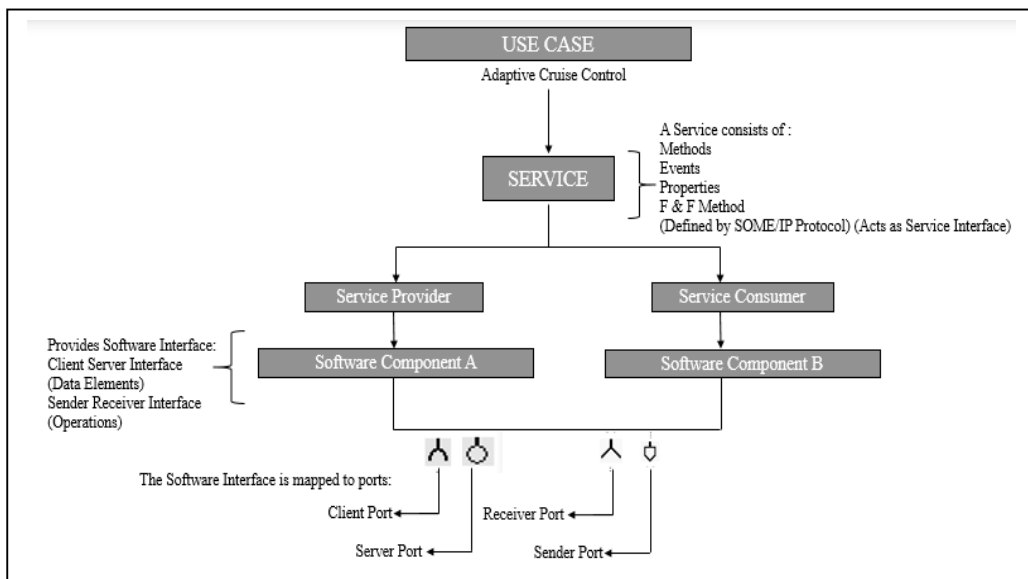 USE CASE
Adaptive Cruise Control
A Service consists of :
Methods
Events
Properties
F & F Method
(Defined by SOME/IP Protocol) (Acts as Service Interface)
SERVICE
Service Provider
Service Consumer
Provides Software Interface:
Client Server Interface
(Data Elements)
Sender Receiver Interface
(Operations)
Software Component A
Software Component B
The Software Interface is mapped to ports:
Client Port
Receiver Port
Server Port
Sender Port